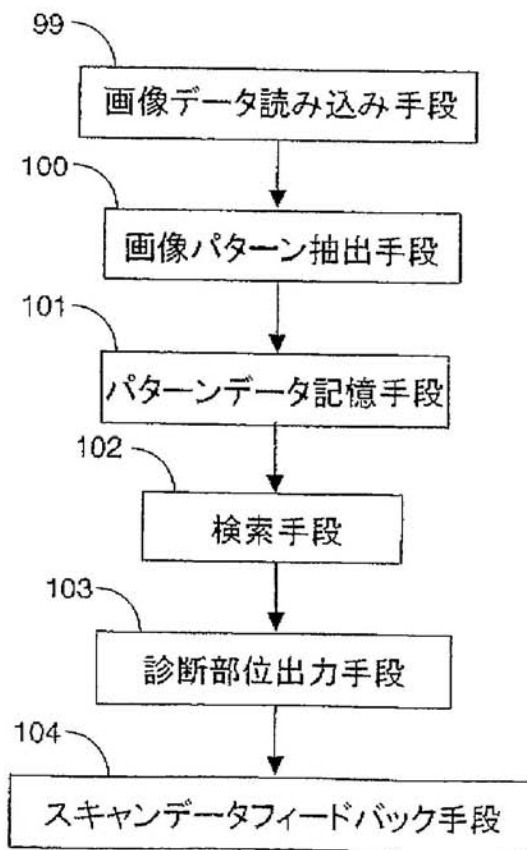 99
画像データ読み込み手段
100
画像パターン抽出手段
101
パターンデータ記憶手段
102
検索手段
103
診断部位出力手段
104
スキャンデータフィードバック手段